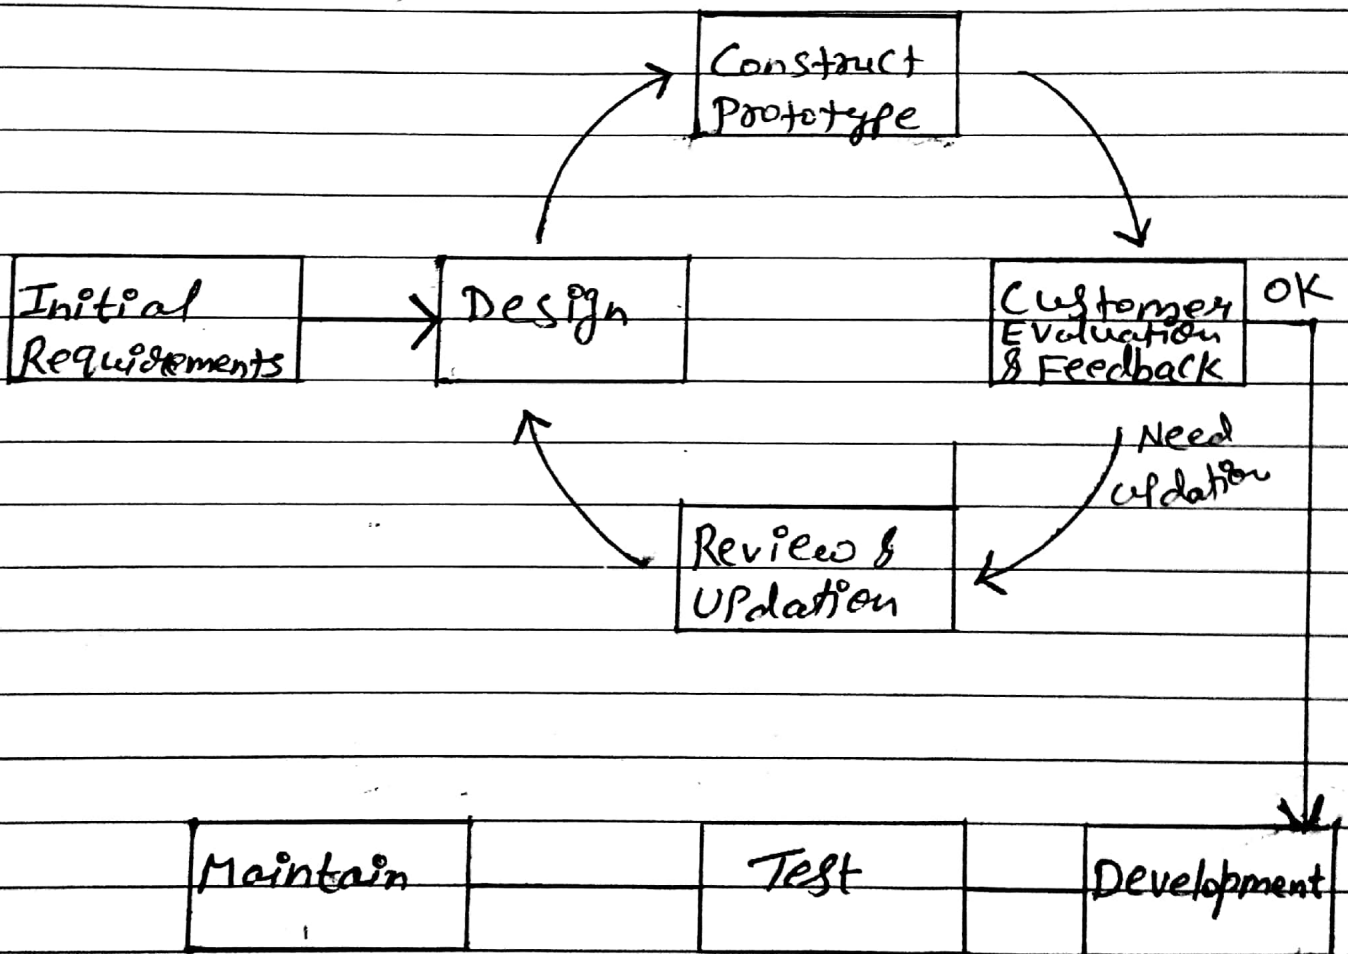 Construct
Prototype
Initial
Requirements
Design
Customer
Evaluation
& Feedback
OK
Need
updation
Review &
Updation
Maintain
Test
Development